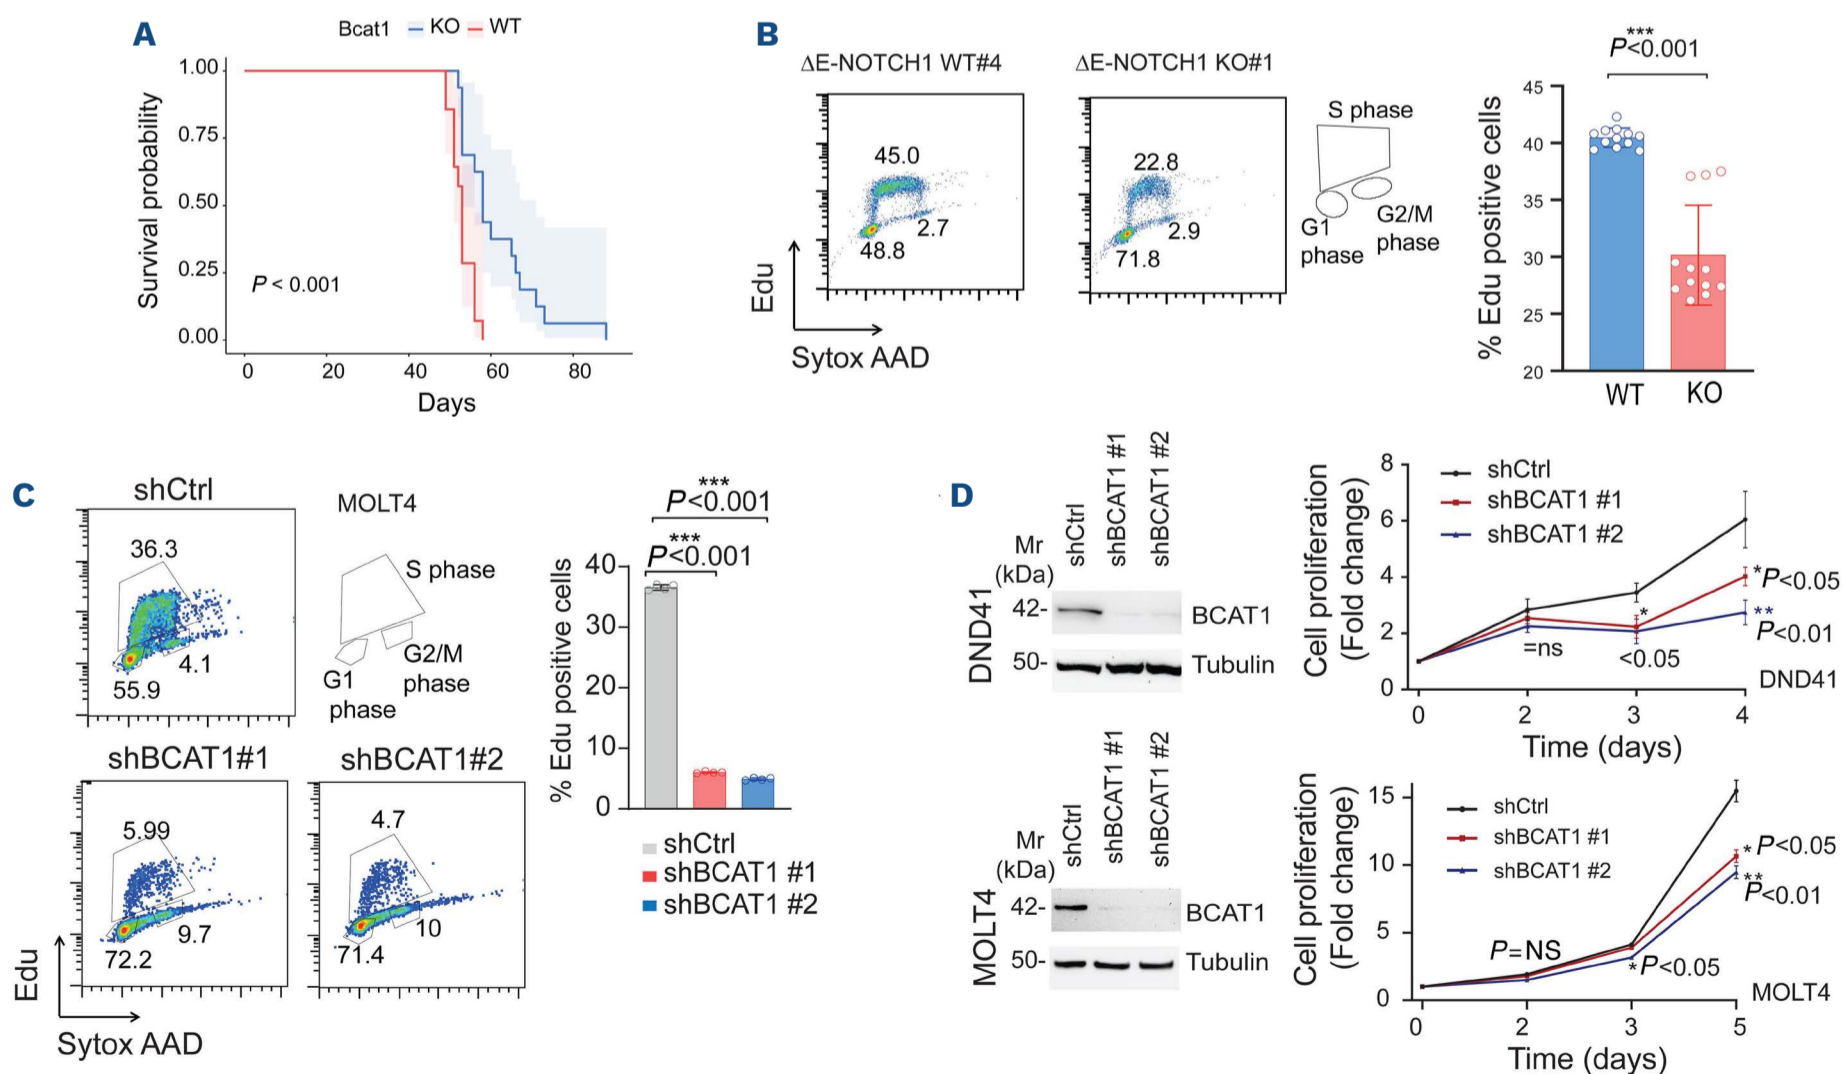 A
Bcat1 KO WT
Survival probability
1.00
0.75
0.50
0.25
0.00
P < 0.001
0 20 40 60 80
Days
B
ΔE-NOTCH1 WT#4
ΔE-NOTCH1 KO#1
45.0
2.7
48.8
22.8
2.9
71.8
S phase
G1
phase
G2/M
phase
Edu
Sytox AAD
***
P<0.001
% Edu positive cells
45
40
35
30
25
20
WT KO
C
shCtrl
36.3
4.1
55.9
MOLT4
S phase
G2/M
phase
G1
phase
shBCAT1#1
5.99
9.7
72.2
shBCAT1#2
4.7
10
71.4
Edu
Sytox AAD
***
P<0.001
***
P<0.001
% Edu positive cells
40
30
20
10
0
shCtrl
shBCAT1 #1
shBCAT1 #2
D
DND41
Mr
(kDa)
shCtrl
shBCAT1 #1
shBCAT1 #2
42-
BCAT1
50-
Tubulin
Cell proliferation
(Fold change)
8
6
4
2
0
shCtrl
shBCAT1 #1
shBCAT1 #2
*P<0.05
**
P<0.01
*
=ns
<0.05
DND41
0 2 3 4
Time (days)
MOLT4
Mr
(kDa)
shCtrl
shBCAT1 #1
shBCAT1 #2
42-
BCAT1
50-
Tubulin
Cell proliferation
(Fold change)
15
10
5
0
shCtrl
shBCAT1 #1
shBCAT1 #2
*P<0.05
**
P<0.01
P=NS
*P<0.05
MOLT4
0 2 3 5
Time (days)